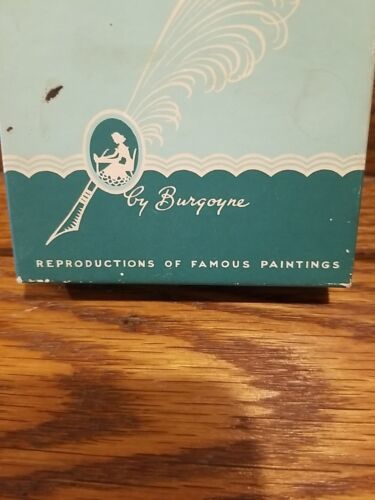 by Burgoyne
REPRODUCTIONS OF FAMOUS PAINTINGS